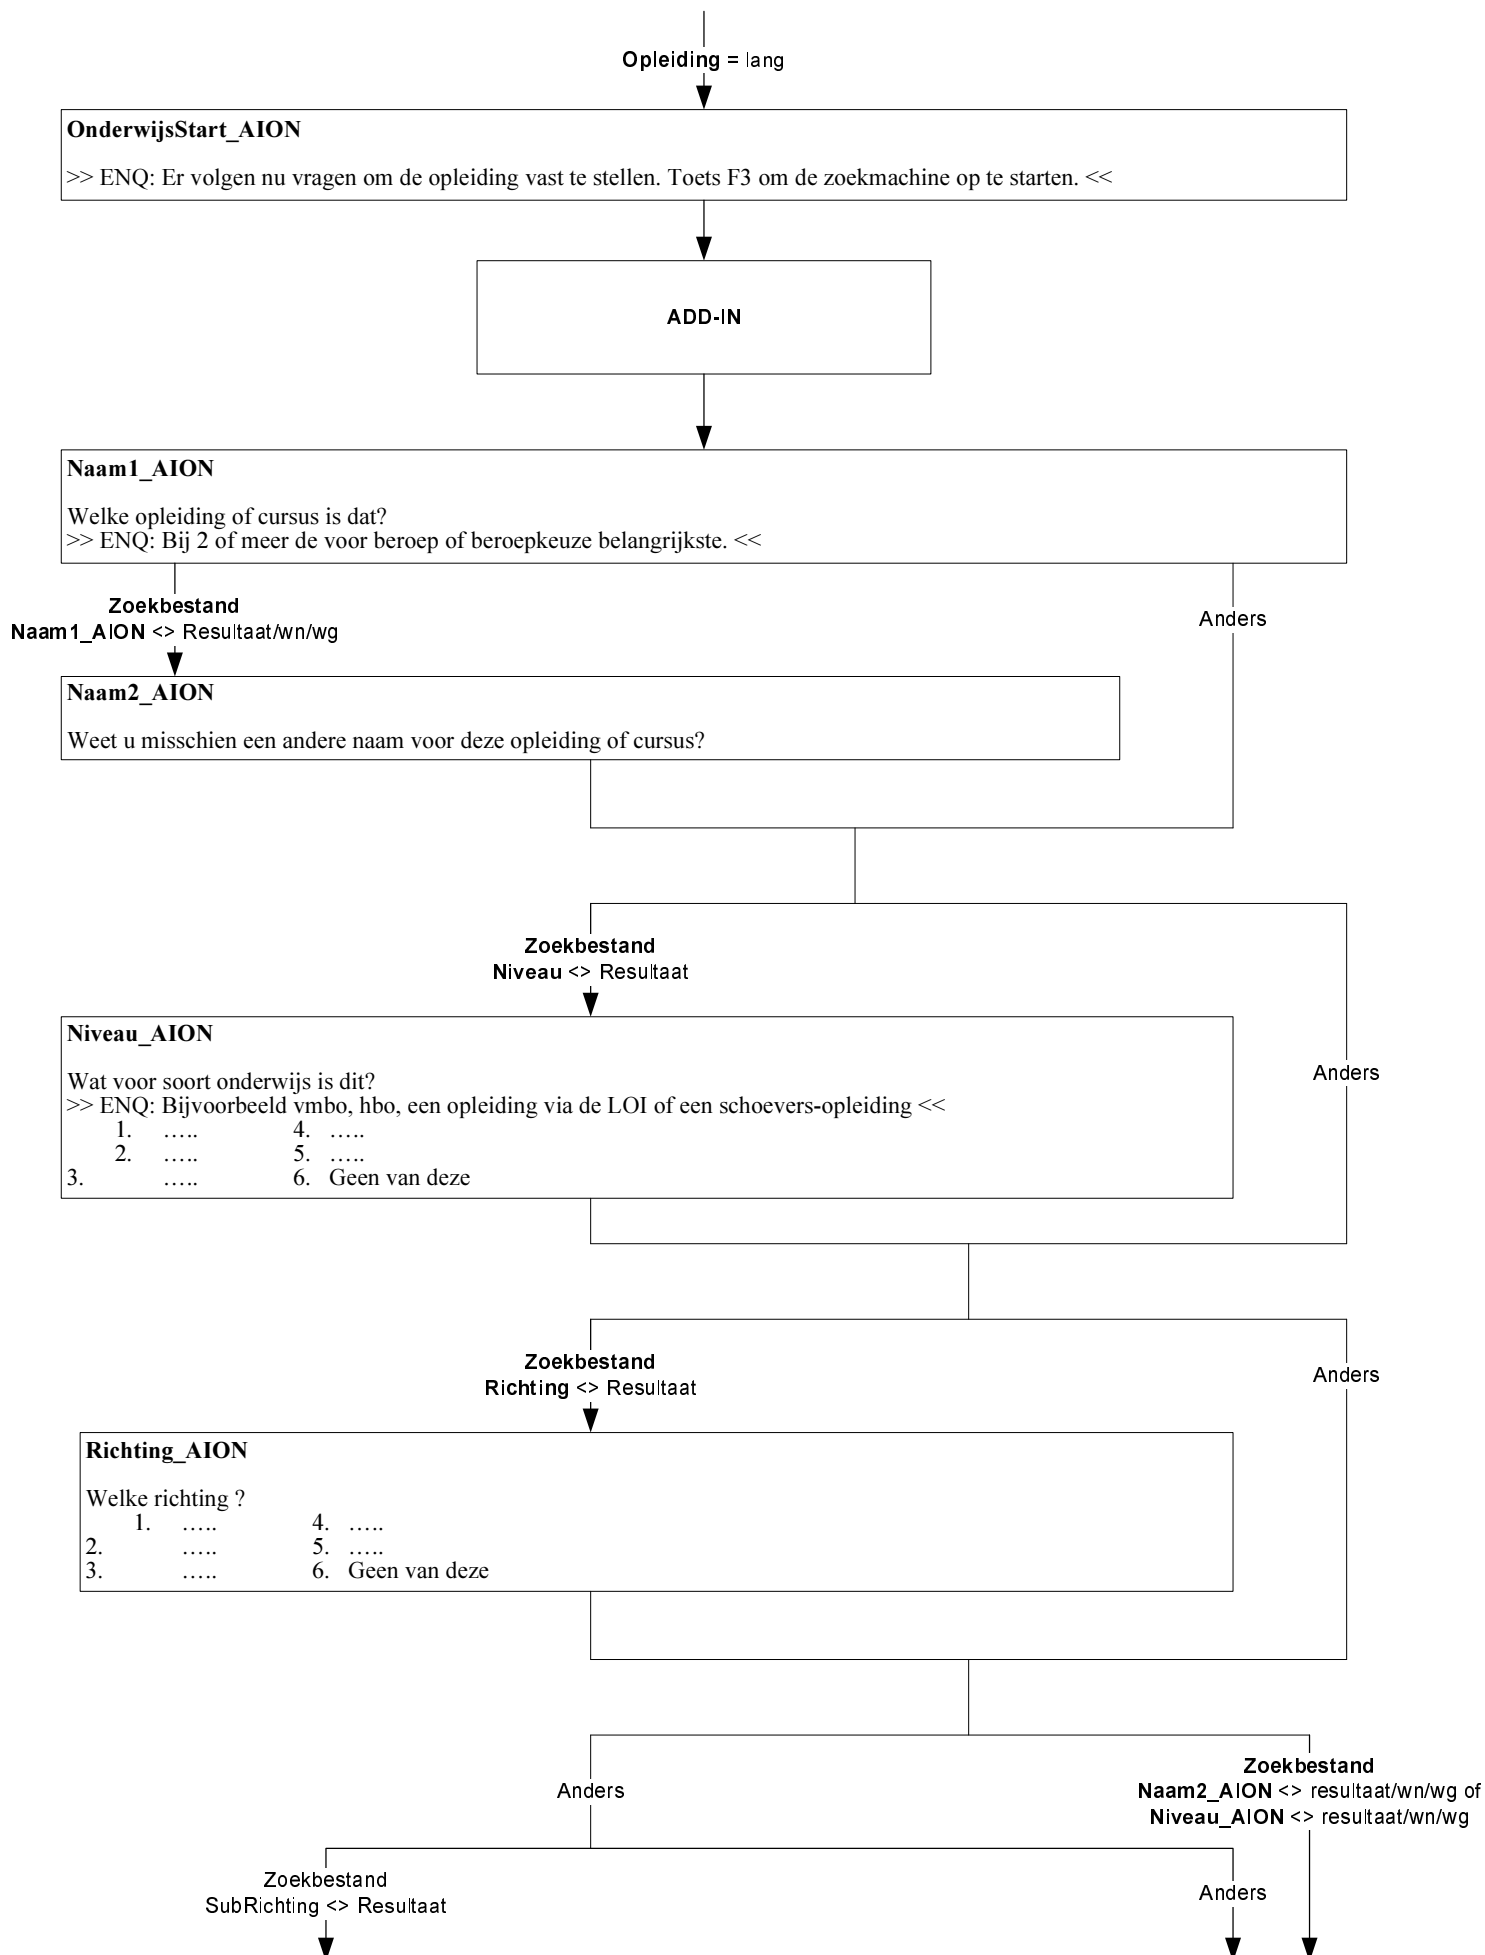 Opleiding = lang
OnderwijsStart_AION
>> ENQ: Er volgen nu vragen om de opleiding vast te stellen. Toets F3 om de zoekmachine op te starten. <<
ADD-IN
Naam1_AION
Welke opleiding of cursus is dat?
>> ENQ: Bij 2 of meer de voor beroep of beroepkeuze belangrijkste. <<
Zoekbestand
Naam1_AION <> Resultaat/wn/wg
Anders
Naam2_AION
Weet u misschien een andere naam voor deze opleiding of cursus?
Zoekbestand
Niveau <> Resultaat
Anders
Niveau_AION
Wat voor soort onderwijs is dit?
>> ENQ: Bijvoorbeeld vmbo, hbo, een opleiding via de LOI of een schoevers-opleiding <<
1. ….. 4. …..
2. ….. 5. …..
3. ….. 6. Geen van deze
Zoekbestand
Richting <> Resultaat
Anders
Richting_AION
Welke richting ?
1. ….. 4. …..
2. ….. 5. …..
3. ….. 6. Geen van deze
Anders
Zoekbestand
Naam2_AION <> resultaat/wn/wg of
Niveau_AION <> resultaat/wn/wg
Zoekbestand
SubRichting <> Resultaat
Anders